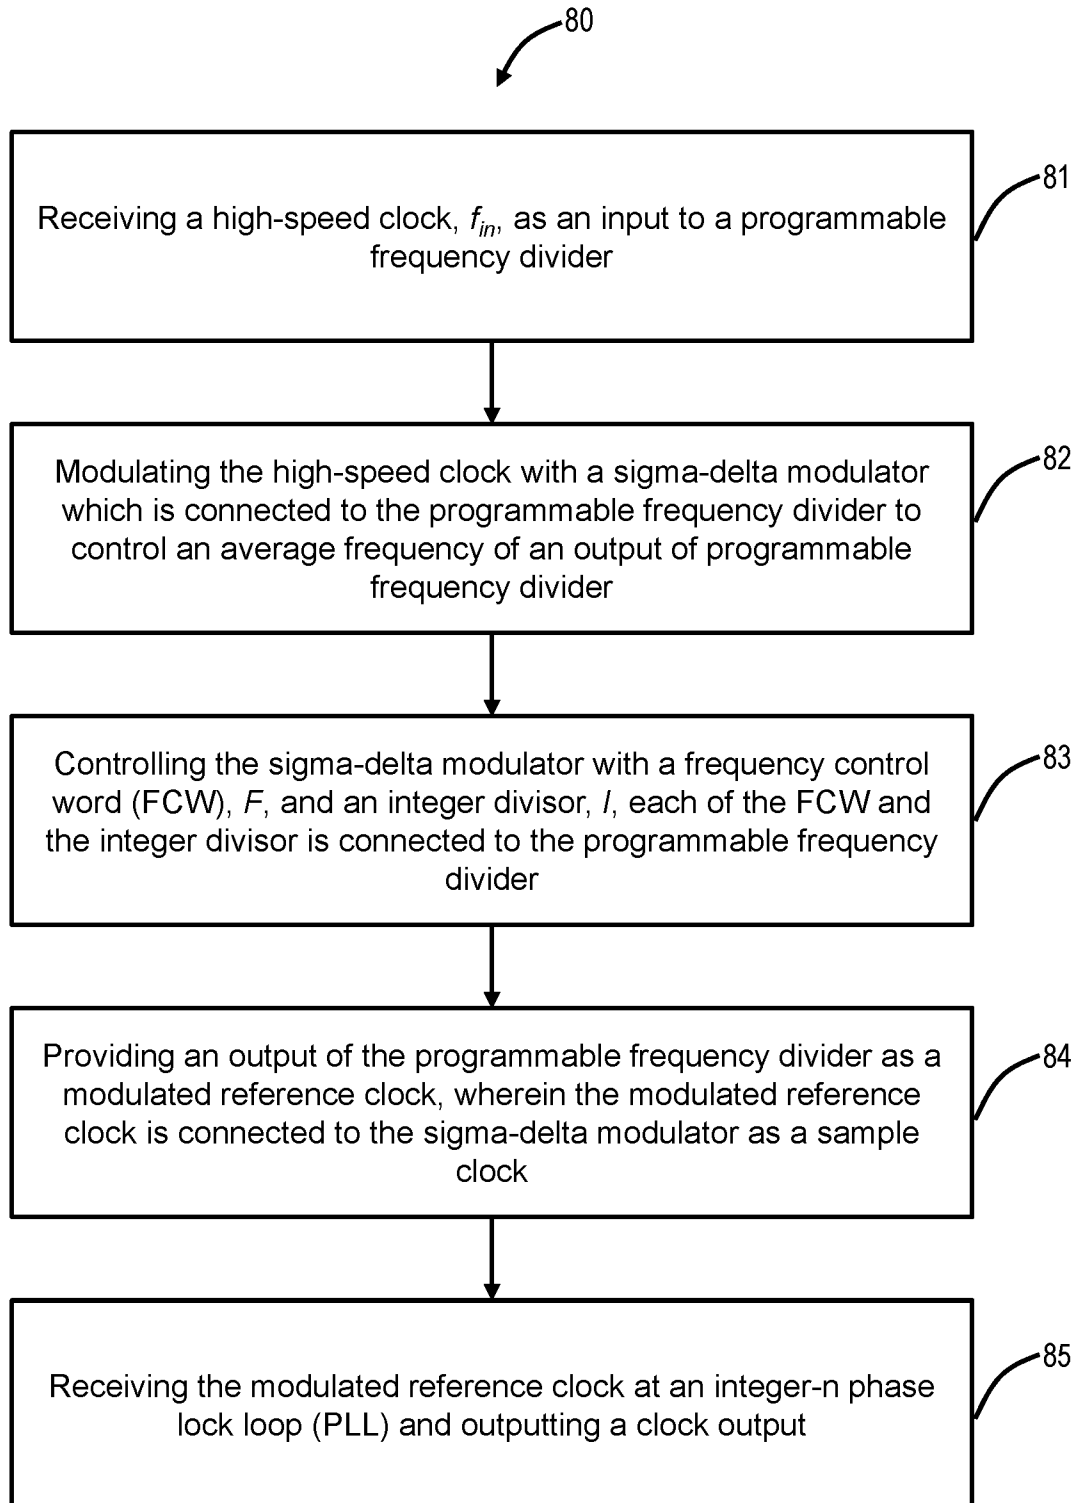 80
Receiving a high-speed clock, fin, as an input to a programmable
frequency divider
81
Modulating the high-speed clock with a sigma-delta modulator
which is connected to the programmable frequency divider to
control an average frequency of an output of programmable
frequency divider
82
Controlling the sigma-delta modulator with a frequency control
word (FCW), F, and an integer divisor, I, each of the FCW and
the integer divisor is connected to the programmable frequency
divider
83
Providing an output of the programmable frequency divider as a
modulated reference clock, wherein the modulated reference
clock is connected to the sigma-delta modulator as a sample
clock
84
Receiving the modulated reference clock at an integer-n phase
lock loop (PLL) and outputting a clock output
85